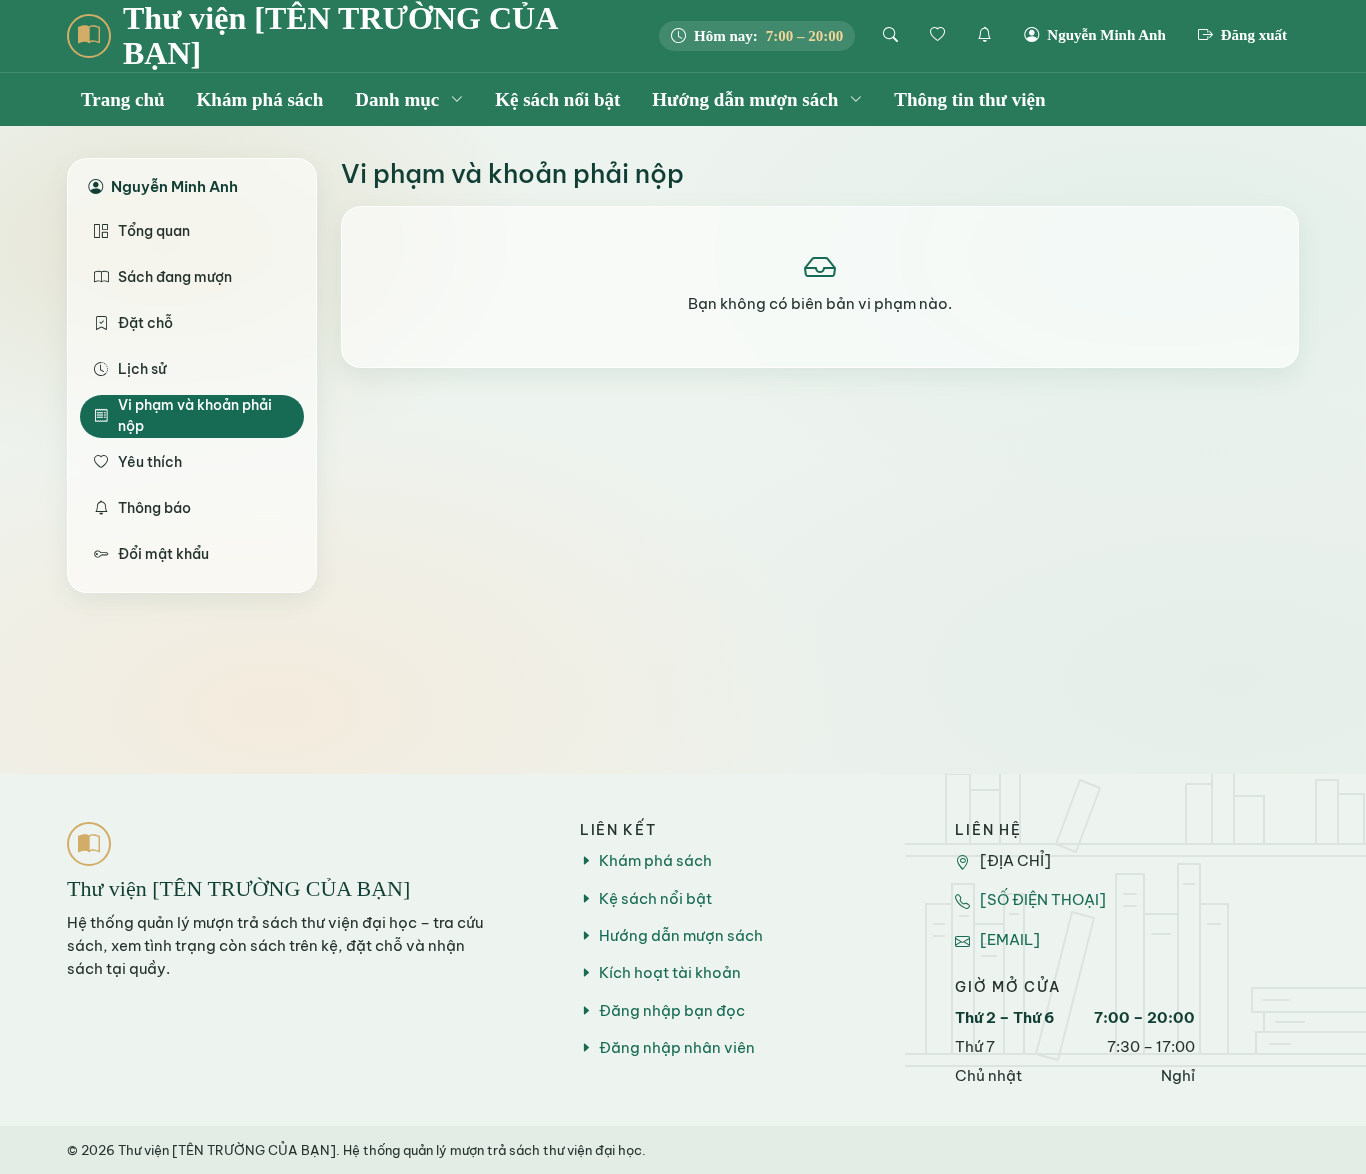 Thư viện [TÊN TRƯỜNG CỦA
BẠN]
Hôm nay: 7:00 – 20:00
Nguyễn Minh Anh
Đăng xuất
Trang chủ
Khám phá sách
Danh mục
Kệ sách nổi bật
Hướng dẫn mượn sách
Thông tin thư viện
Nguyễn Minh Anh
Tổng quan
Sách đang mượn
Đặt chỗ
Lịch sử
Vi phạm và khoản phải
nộp
Yêu thích
Thông báo
Đổi mật khẩu
Vi phạm và khoản phải nộp
Bạn không có biên bản vi phạm nào.
Thư viện [TÊN TRƯỜNG CỦA BẠN]
Hệ thống quản lý mượn trả sách thư viện đại học – tra cứu
sách, xem tình trạng còn sách trên kệ, đặt chỗ và nhận
sách tại quầy.
LIÊN KẾT
Khám phá sách
Kệ sách nổi bật
Hướng dẫn mượn sách
Kích hoạt tài khoản
Đăng nhập bạn đọc
Đăng nhập nhân viên
LIÊN HỆ
[ĐỊA CHỈ]
[SỐ ĐIỆN THOẠI]
[EMAIL]
GIỜ MỞ CỬA
Thứ 2 – Thứ 6 7:00 – 20:00
Thứ 7 7:30 – 17:00
Chủ nhật Nghỉ
© 2026 Thư viện [TÊN TRƯỜNG CỦA BẠN]. Hệ thống quản lý mượn trả sách thư viện đại học.